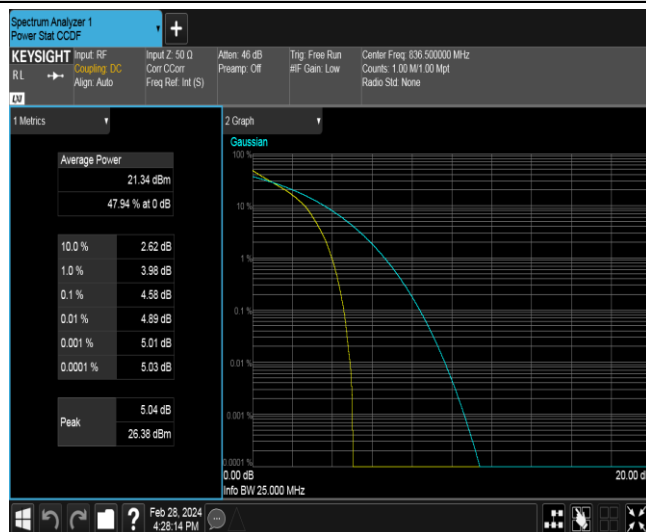 Spectrum Analyzer 1
Power Stat CCDF
+
KEYSIGHT
RL
LXI
Input: RF
Coupling: DC
Align: Auto
Input Z: 50 Ω
Corr CCorr
Freq Ref: Int (S)
Atten: 46 dB
Preamp: Off
Trig: Free Run
#IF Gain: Low
Center Freq: 836.500000 MHz
Counts: 1.00 M/1.00 Mpt
Radio Std: None
1 Metrics
Average Power
21.34 dBm
47.94 % at 0 dB
10.0 % 2.62 dB
1.0 % 3.98 dB
0.1 % 4.58 dB
0.01 % 4.89 dB
0.001 % 5.01 dB
0.0001 % 5.03 dB
Peak
5.04 dB
26.38 dBm
2 Graph
Gaussian
100 %
10 %
1 %
0.1 %
0.01 %
0.001 %
0.0001 %
0.00 dB
20.00 d
Info BW 25.000 MHz
?
Feb 28, 2024
4:28:14 PM